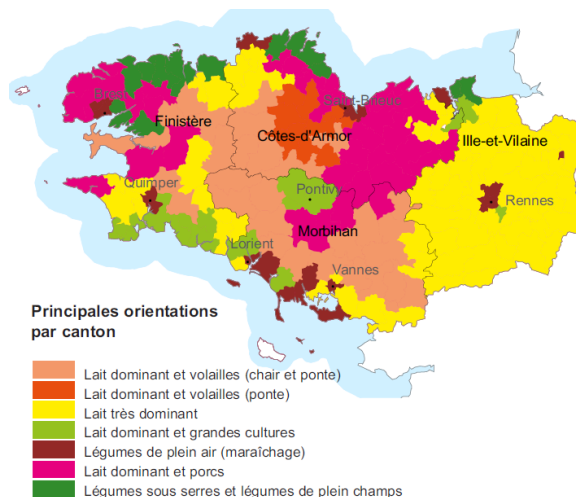 Brest
Saint-Brieuc
Finistère
Côtes-d'Armor
Ille-et-Vilaine
Quimper
Pontivy
Rennes
Morbihan
Lorient
Vannes
Principales orientations
par canton
Lait dominant et volailles (chair et ponte)
Lait dominant et volailles (ponte)
Lait très dominant
Lait dominant et grandes cultures
Légumes de plein air (maraîchage)
Lait dominant et porcs
Légumes sous serres et légumes de plein champs